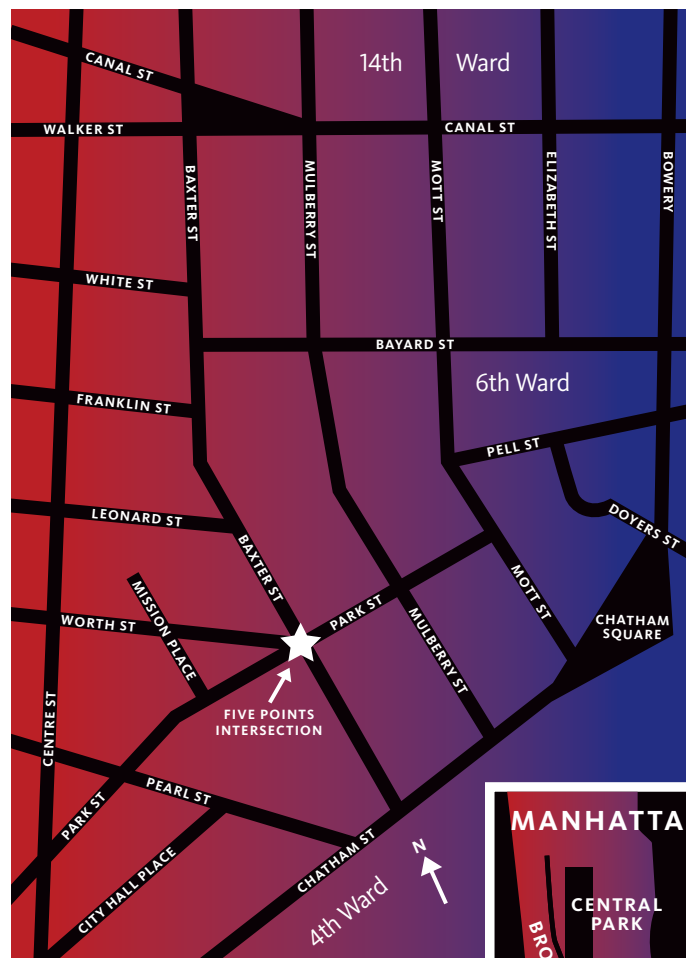 CANAL ST
14th Ward
WALKER ST
CANAL ST
BAXTER ST
MULBERRY ST
MOTT ST
ELIZABETH ST
BOWERY
WHITE ST
BAYARD ST
6th Ward
FRANKLIN ST
PELL ST
LEONARD ST
DOYERS ST
BAXTER ST
MISSION PLACE
PARK ST
MOTT ST
CHATHAM
SQUARE
WORTH ST
MULBERRY ST
CENTRE ST
FIVE POINTS
INTERSECTION
PEARL ST
PARK ST
CITY HALL PLACE
CHATHAM ST
N
4th Ward
MANHATTA
CENTRAL
PARK
BRO